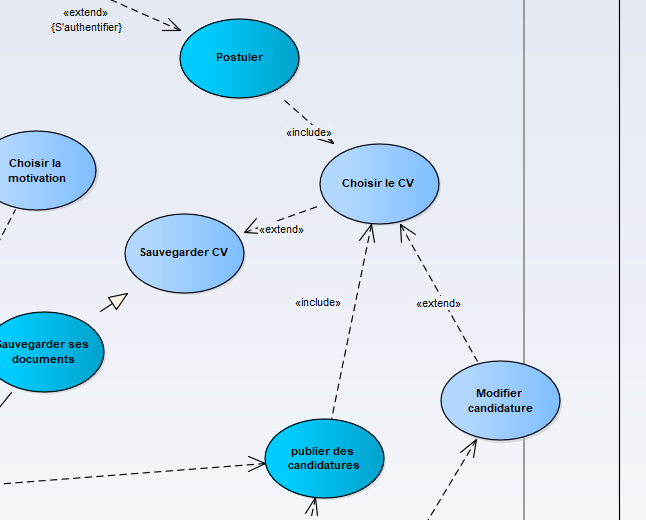 «extend»
{S'authentifier}
Postuler
«include»
Choisir la
motivation
Choisir le CV
«extend»
Sauvegarder CV
«include»
«extend»
Sauvegarder ses
documents
Modifier
candidature
publier des
candidatures